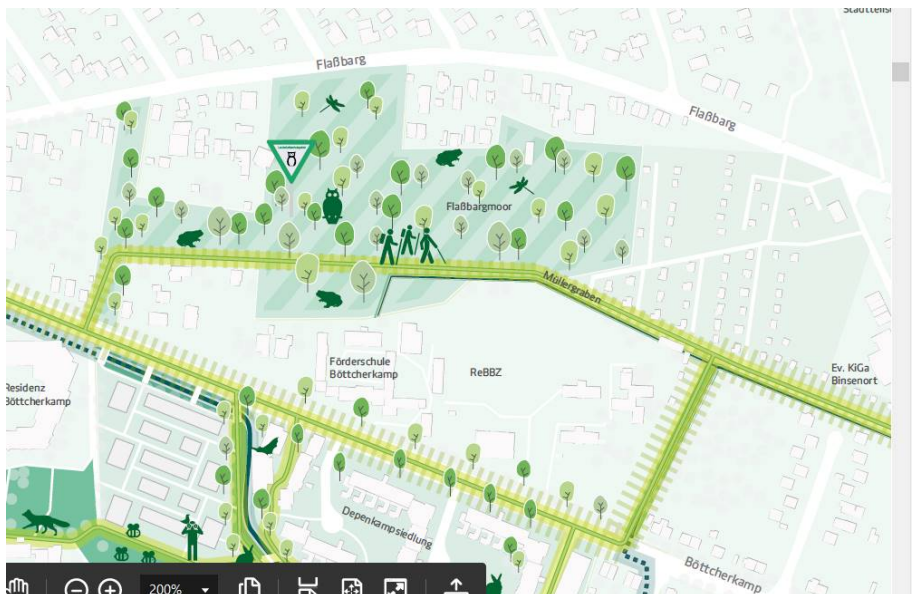 Flaßbarg
Flaßbarg
Flaßbargmoor
Müllergraben
Förderschule
Böttcherkamp
ReBBZ
Ev. KiGa
Binsenort
Residenz
Böttcherkamp
Depenkampsiedlung
Böttcherkamp
200%